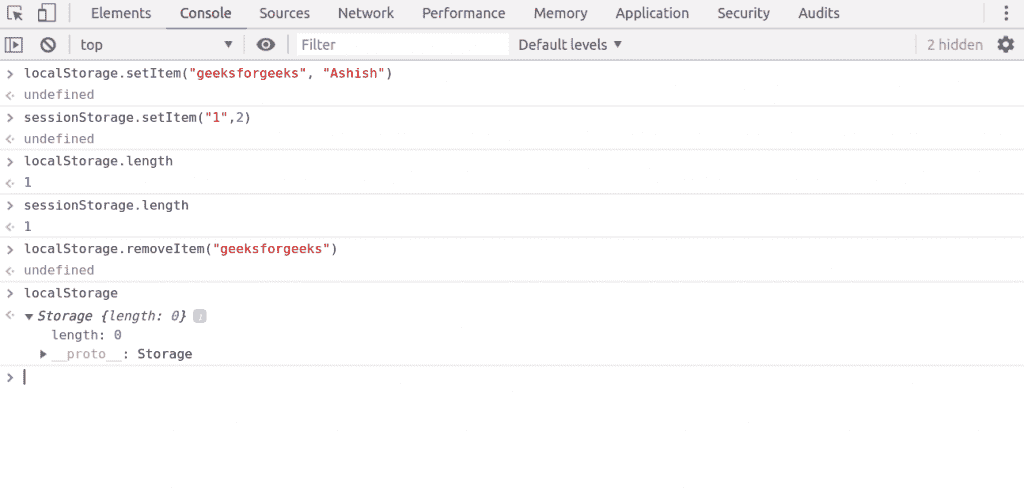 Elements Console Sources Network Performance Memory Application Security Audits
top Filter Default levels 2 hidden
localStorage.setItem("geeksforgeeks", "Ashish")
undefined
sessionStorage.setItem("1",2)
undefined
localStorage.length
1
sessionStorage.length
1
localStorage.removeItem("geeksforgeeks")
undefined
localStorage
Storage {length: 0} i
length: 0
__proto__: Storage